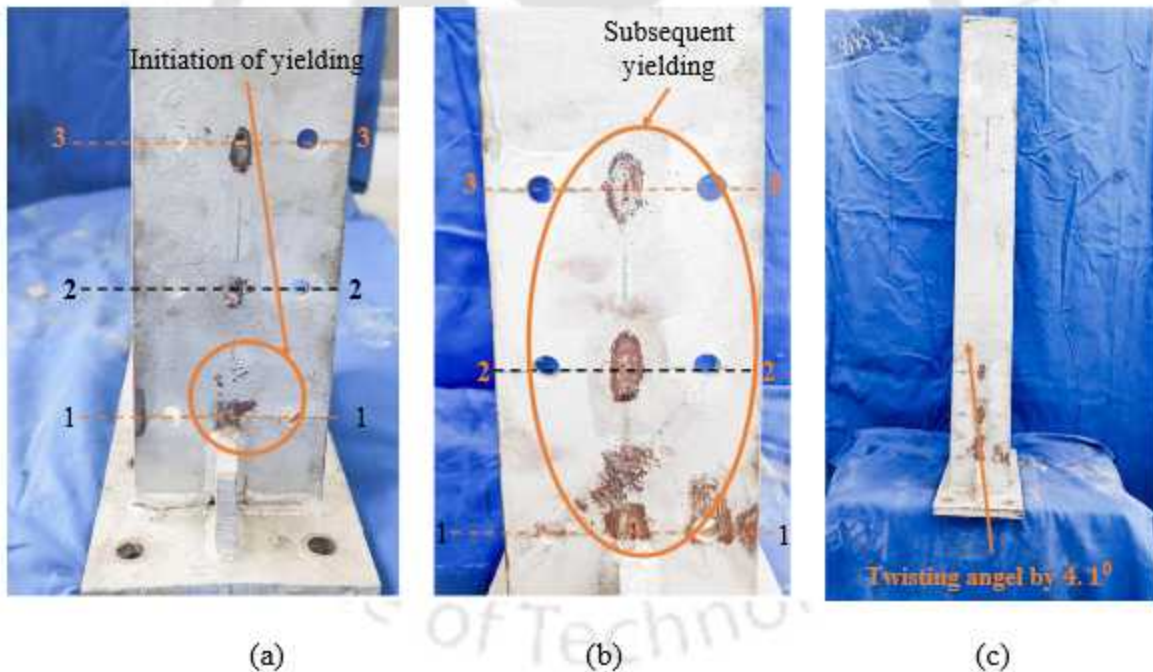 Initiation of yielding
3 3
2 2
1 1
Subsequent
yielding
3 3
2 2
1 1
Twisting angel by 4. 1⁰
e of Techno
(a) (b) (c)